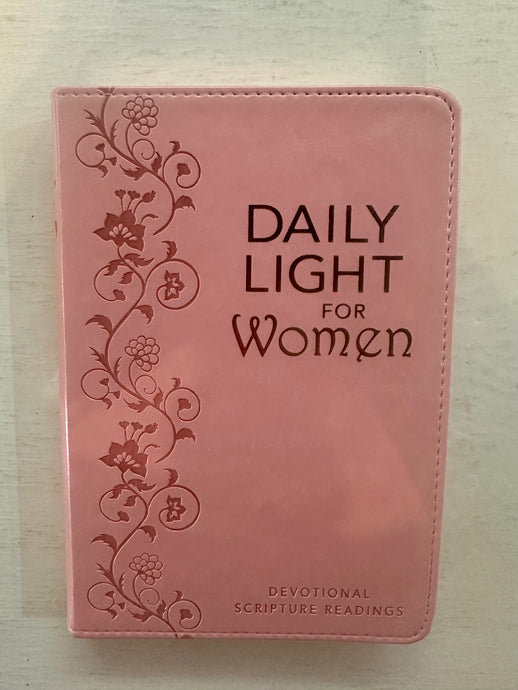 DAILY
LIGHT
FOR
Women
DEVOTIONAL
SCRIPTURE READINGS